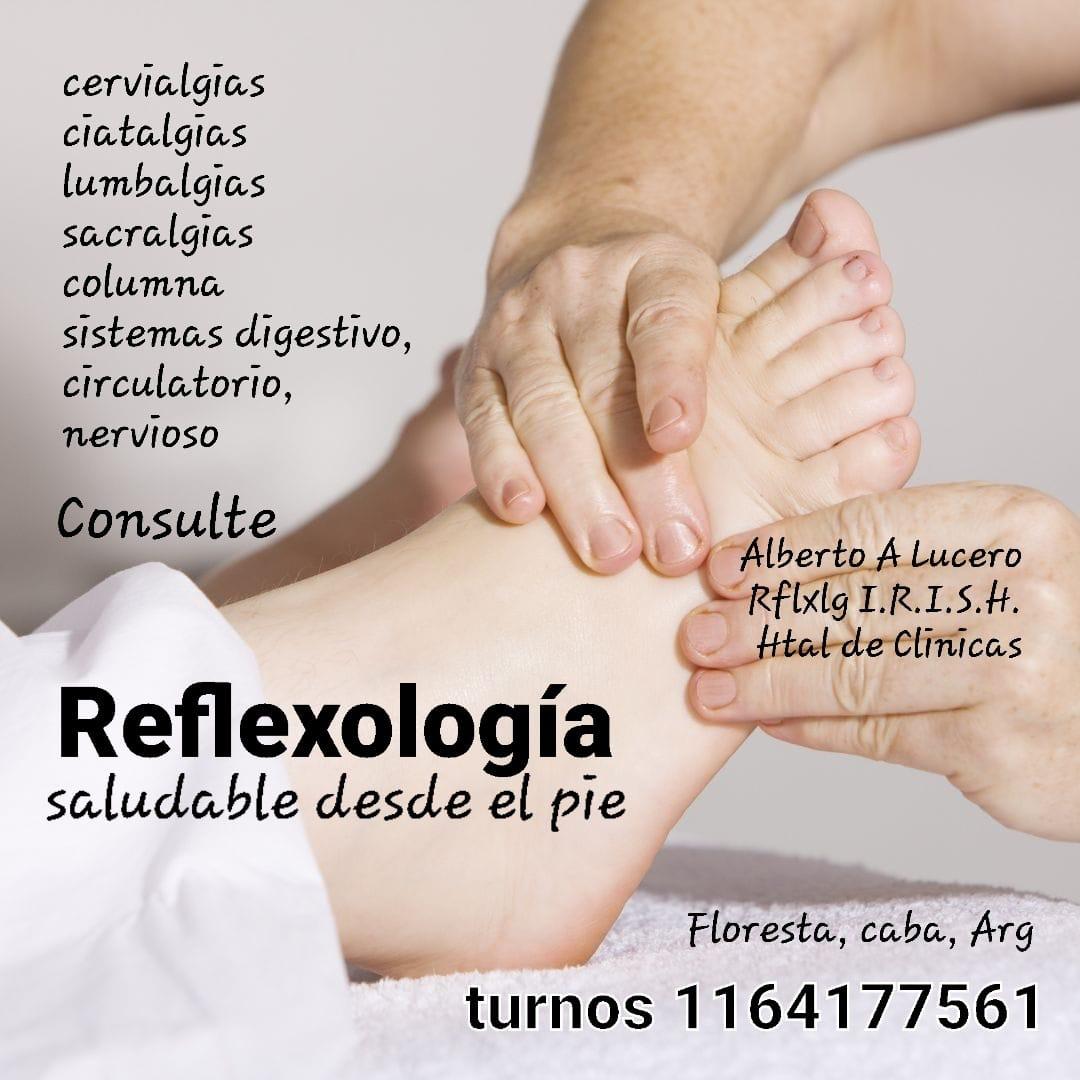 cervialgias
ciatalgias
lumbalgias
sacralgias
columna
sistemas digestivo,
circulatorio,
nervioso
Consulte
Alberto A Lucero
Rflxlg I.R.I.S.H.
Htal de Clinicas
Reflexología
saludable desde el pie
Floresta, caba, Arg
turnos 1164177561